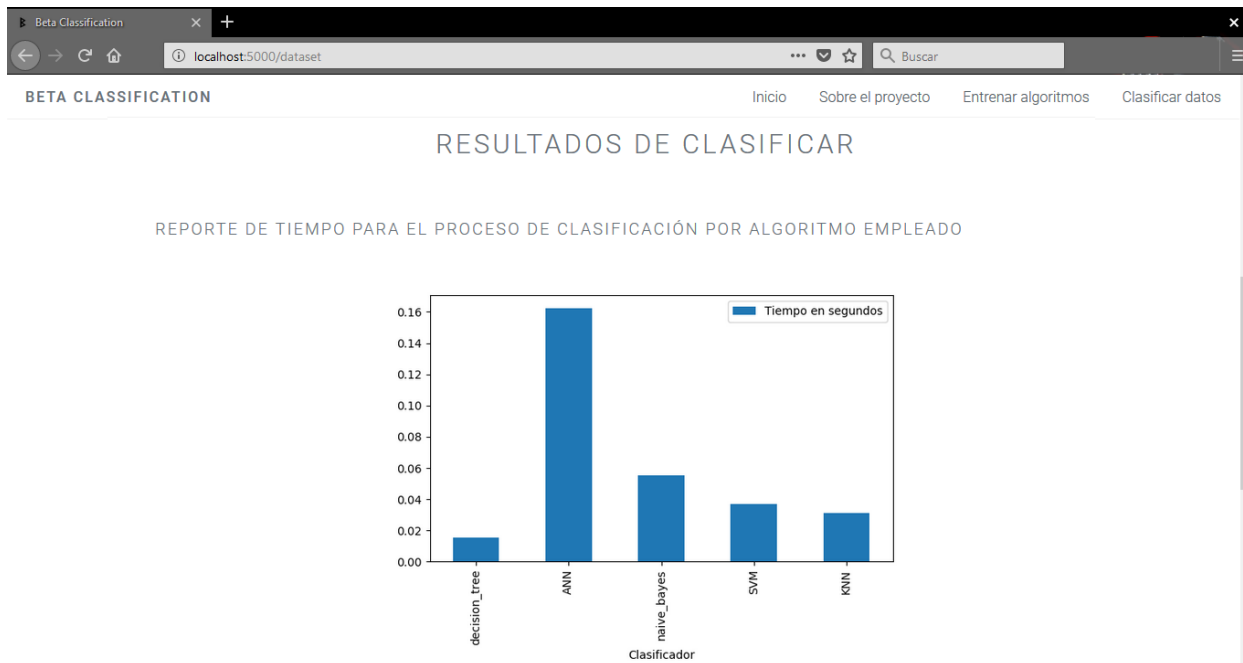 Beta Classification
localhost:5000/dataset
Buscar
BETA CLASSIFICATION
Inicio Sobre el proyecto Entrenar algoritmos Clasificar datos
RESULTADOS DE CLASIFICAR
REPORTE DE TIEMPO PARA EL PROCESO DE CLASIFICACIÓN POR ALGORITMO EMPLEADO
Tiempo en segundos
0.16
0.14
0.12
0.10
0.08
0.06
0.04
0.02
0.00
decision_tree
ANN
naive_bayes
SVM
KNN
Clasificador